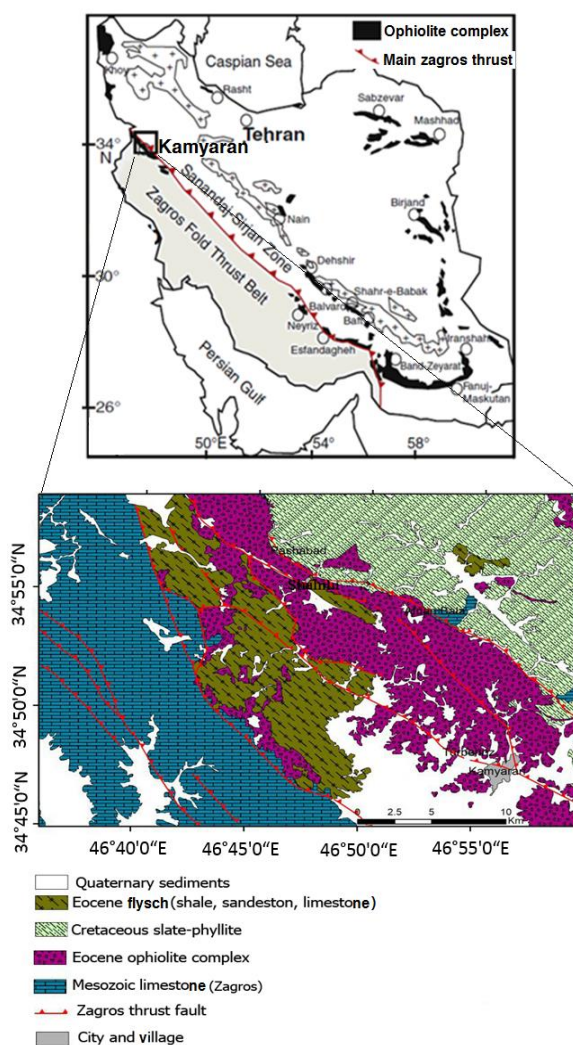 Ophiolite complex
Main zagros thrust
Caspian Sea
Khoy
Rasht
Sabzevar
Mashhad
Tehran
34°
N
Kamyaran
Sanandaj-Sirjan Zone
Nain
Birjand
Zagros Fold Thrust Belt
Dehshir
30°
Shahr-e-Babak
Balvard
Baft
Neyriz
Esfandagheh
Iranshahr
Band-Zeyarat
Fanuj-
Maskutan
Persian Gulf
26°
50°E
54°
58°
34°55'0"N
34°50'0"N
34°45'0"N
Kamyaran
0 2.5 5 10
Km
46°40'0"E 46°45'0"E 46°50'0"E 46°55'0"E
Quaternary sediments
Eocene flysch (shale, sandeston, limestone)
Cretaceous slate-phyllite
Eocene ophiolite complex
Mesozoic limestone (Zagros)
Zagros thrust fault
City and village